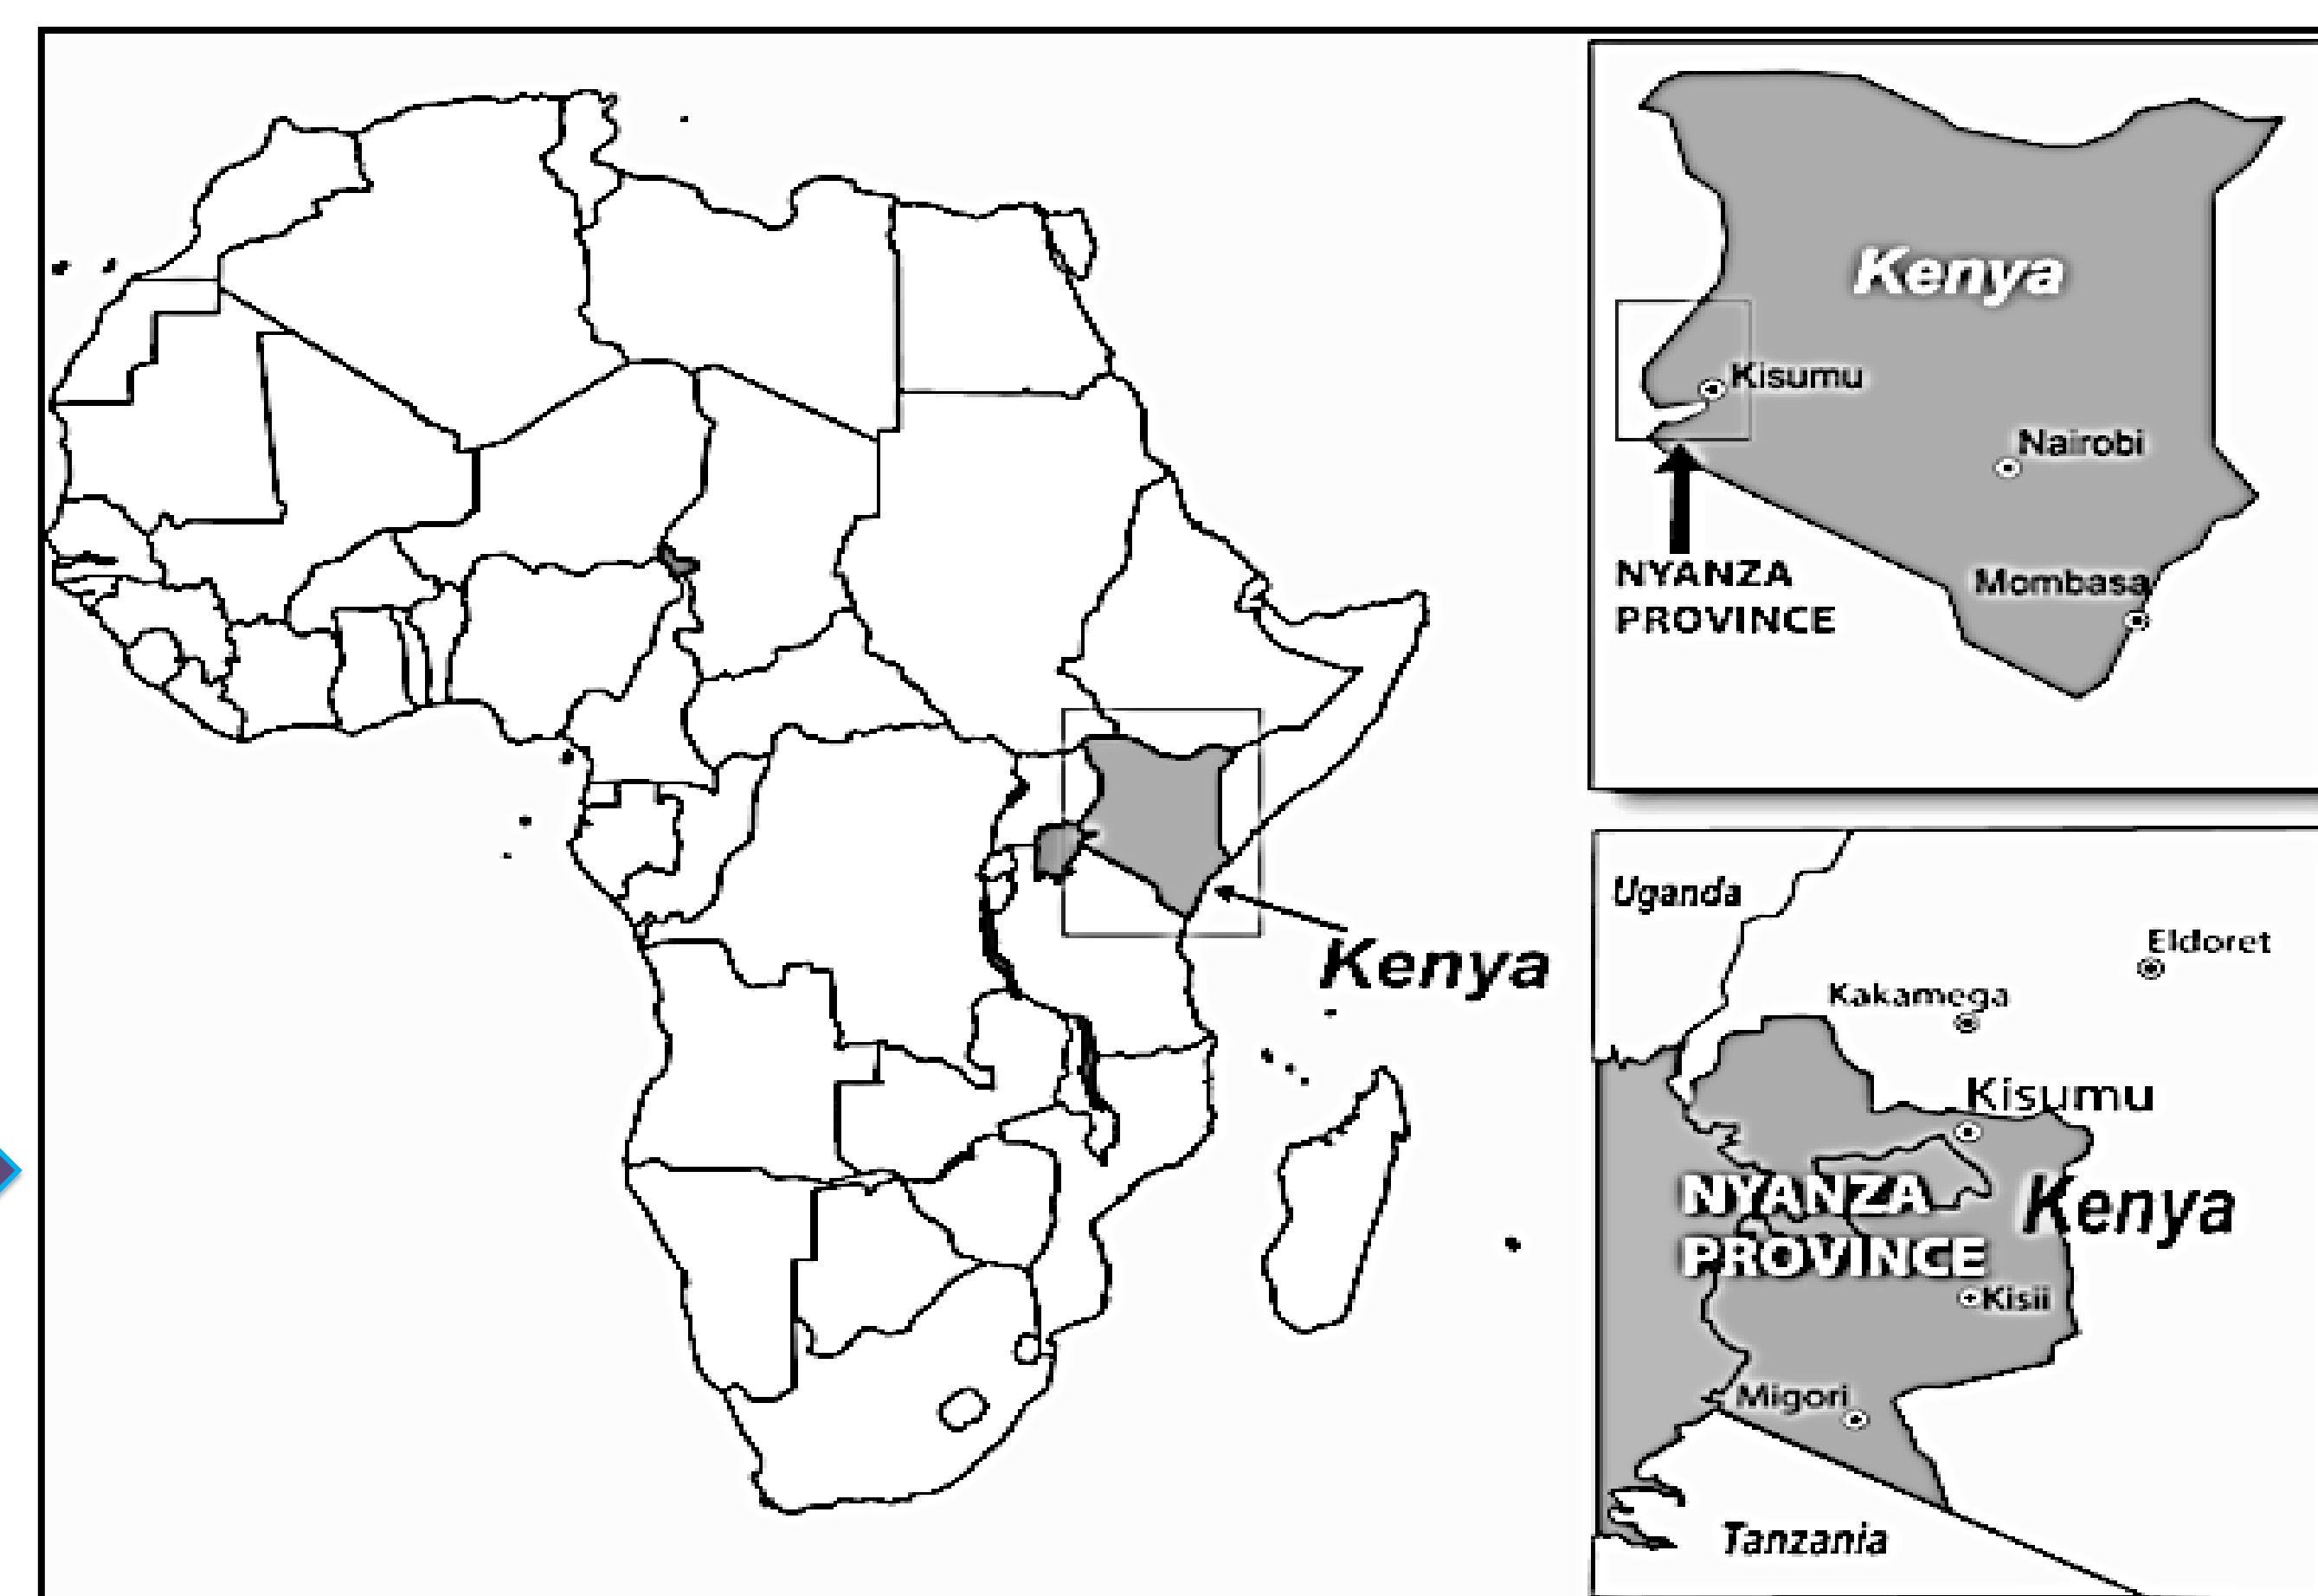 Kenya
Kenya
Kisumu
Nairobi
NYANZA
PROVINCE
Mombasa
Uganda
Eldoret
Kakamega
Kisumu
NYANZA
PROVINCE
Kenya
Kisii
Migori
Tanzania